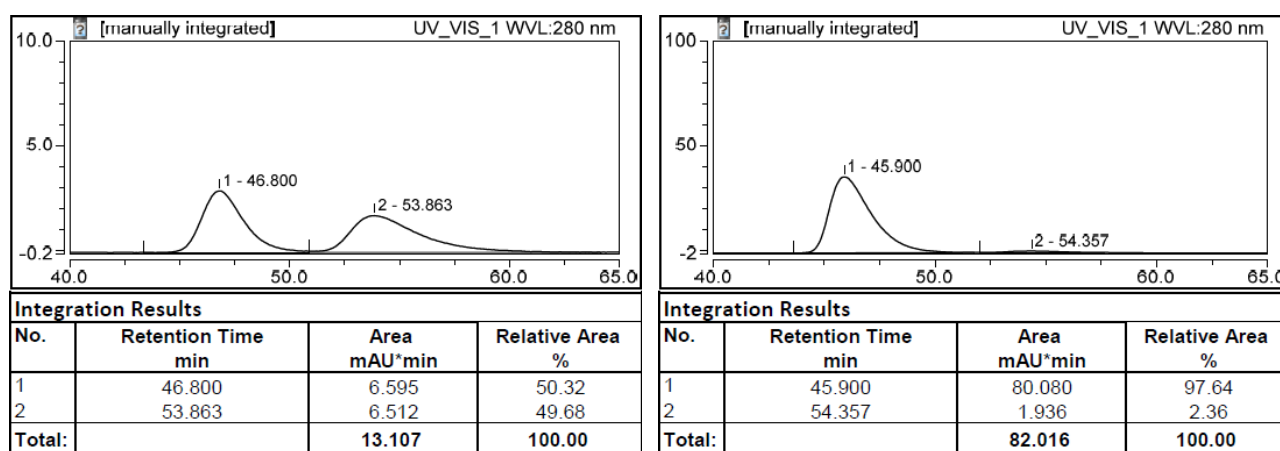 [manually integrated] UV_VIS_1 WVL:280 nm
10.0
5.0
-0.2
1 - 46.800
2 - 53.863
40.0 50.0 60.0 65.0
Integration Results
No. Retention Time Area Relative Area
min mAU*min %
1 46.800 6.595 50.32
2 53.863 6.512 49.68
Total: 13.107 100.00
[manually integrated] UV_VIS_1 WVL:280 nm
100
50
-2
1 - 45.900
2 - 54.357
40.0 50.0 60.0 65.0
Integration Results
No. Retention Time Area Relative Area
min mAU*min %
1 45.900 80.080 97.64
2 54.357 1.936 2.36
Total: 82.016 100.00